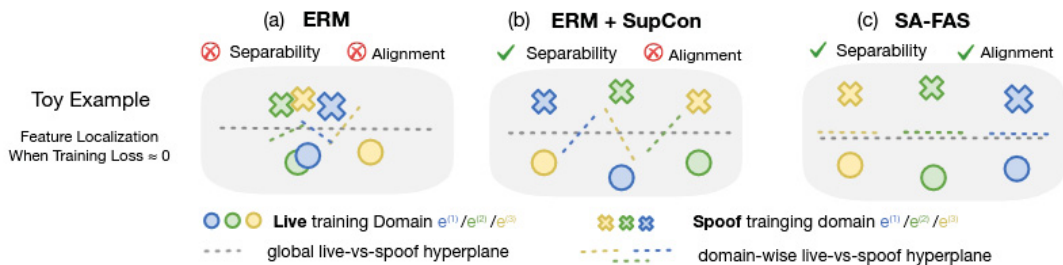 (a) ERM
Separability Alignment
(b) ERM + SupCon
Separability Alignment
(c) SA-FAS
Separability Alignment
Toy Example
Feature Localization
When Training Loss ≈ 0
Live training Domain e⁽¹⁾/e⁽²⁾/e⁽³⁾
Spoof trainging domain e⁽¹⁾/e⁽²⁾/e⁽³⁾
global live-vs-spoof hyperplane
domain-wise live-vs-spoof hyperplane